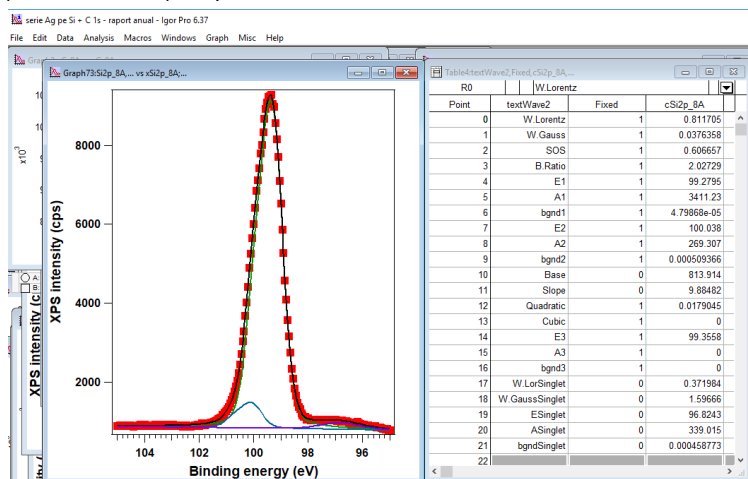 serie Ag pe Si + C 1s - raport anual - Igor Pro 6.37
File Edit Data Analysis Macros Windows Graph Misc Help
Graph73:Si2p_8A,... vs xSi2p_8A;...
x10³
XPS intensity (cps)
8000
6000
4000
2000
104 102 100 98 96
Binding energy (eV)
A:
B:
XPS intensity (c
Table4:textWave2,Fixed,cSi2p_8A,...
R0 W.Lorentz
Point textWave2 Fixed cSi2p_8A
0 W.Lorentz 1 0.811705
1 W.Gauss 1 0.0376358
2 SOS 1 0.606657
3 B.Ratio 1 2.02729
4 E1 1 99.2795
5 A1 1 3411.23
6 bgnd1 1 4.79868e-05
7 E2 1 100.038
8 A2 1 269.307
9 bgnd2 1 0.000509366
10 Base 0 813.914
11 Slope 0 9.88482
12 Quadratic 1 0.0179045
13 Cubic 1 0
14 E3 1 99.3558
15 A3 1 0
16 bgnd3 1 0
17 W.LorSinglet 0 0.371984
18 W.GaussSinglet 0 1.59666
19 ESinglet 0 96.8243
20 ASinglet 0 339.015
21 bgndSinglet 0 0.000458773
22